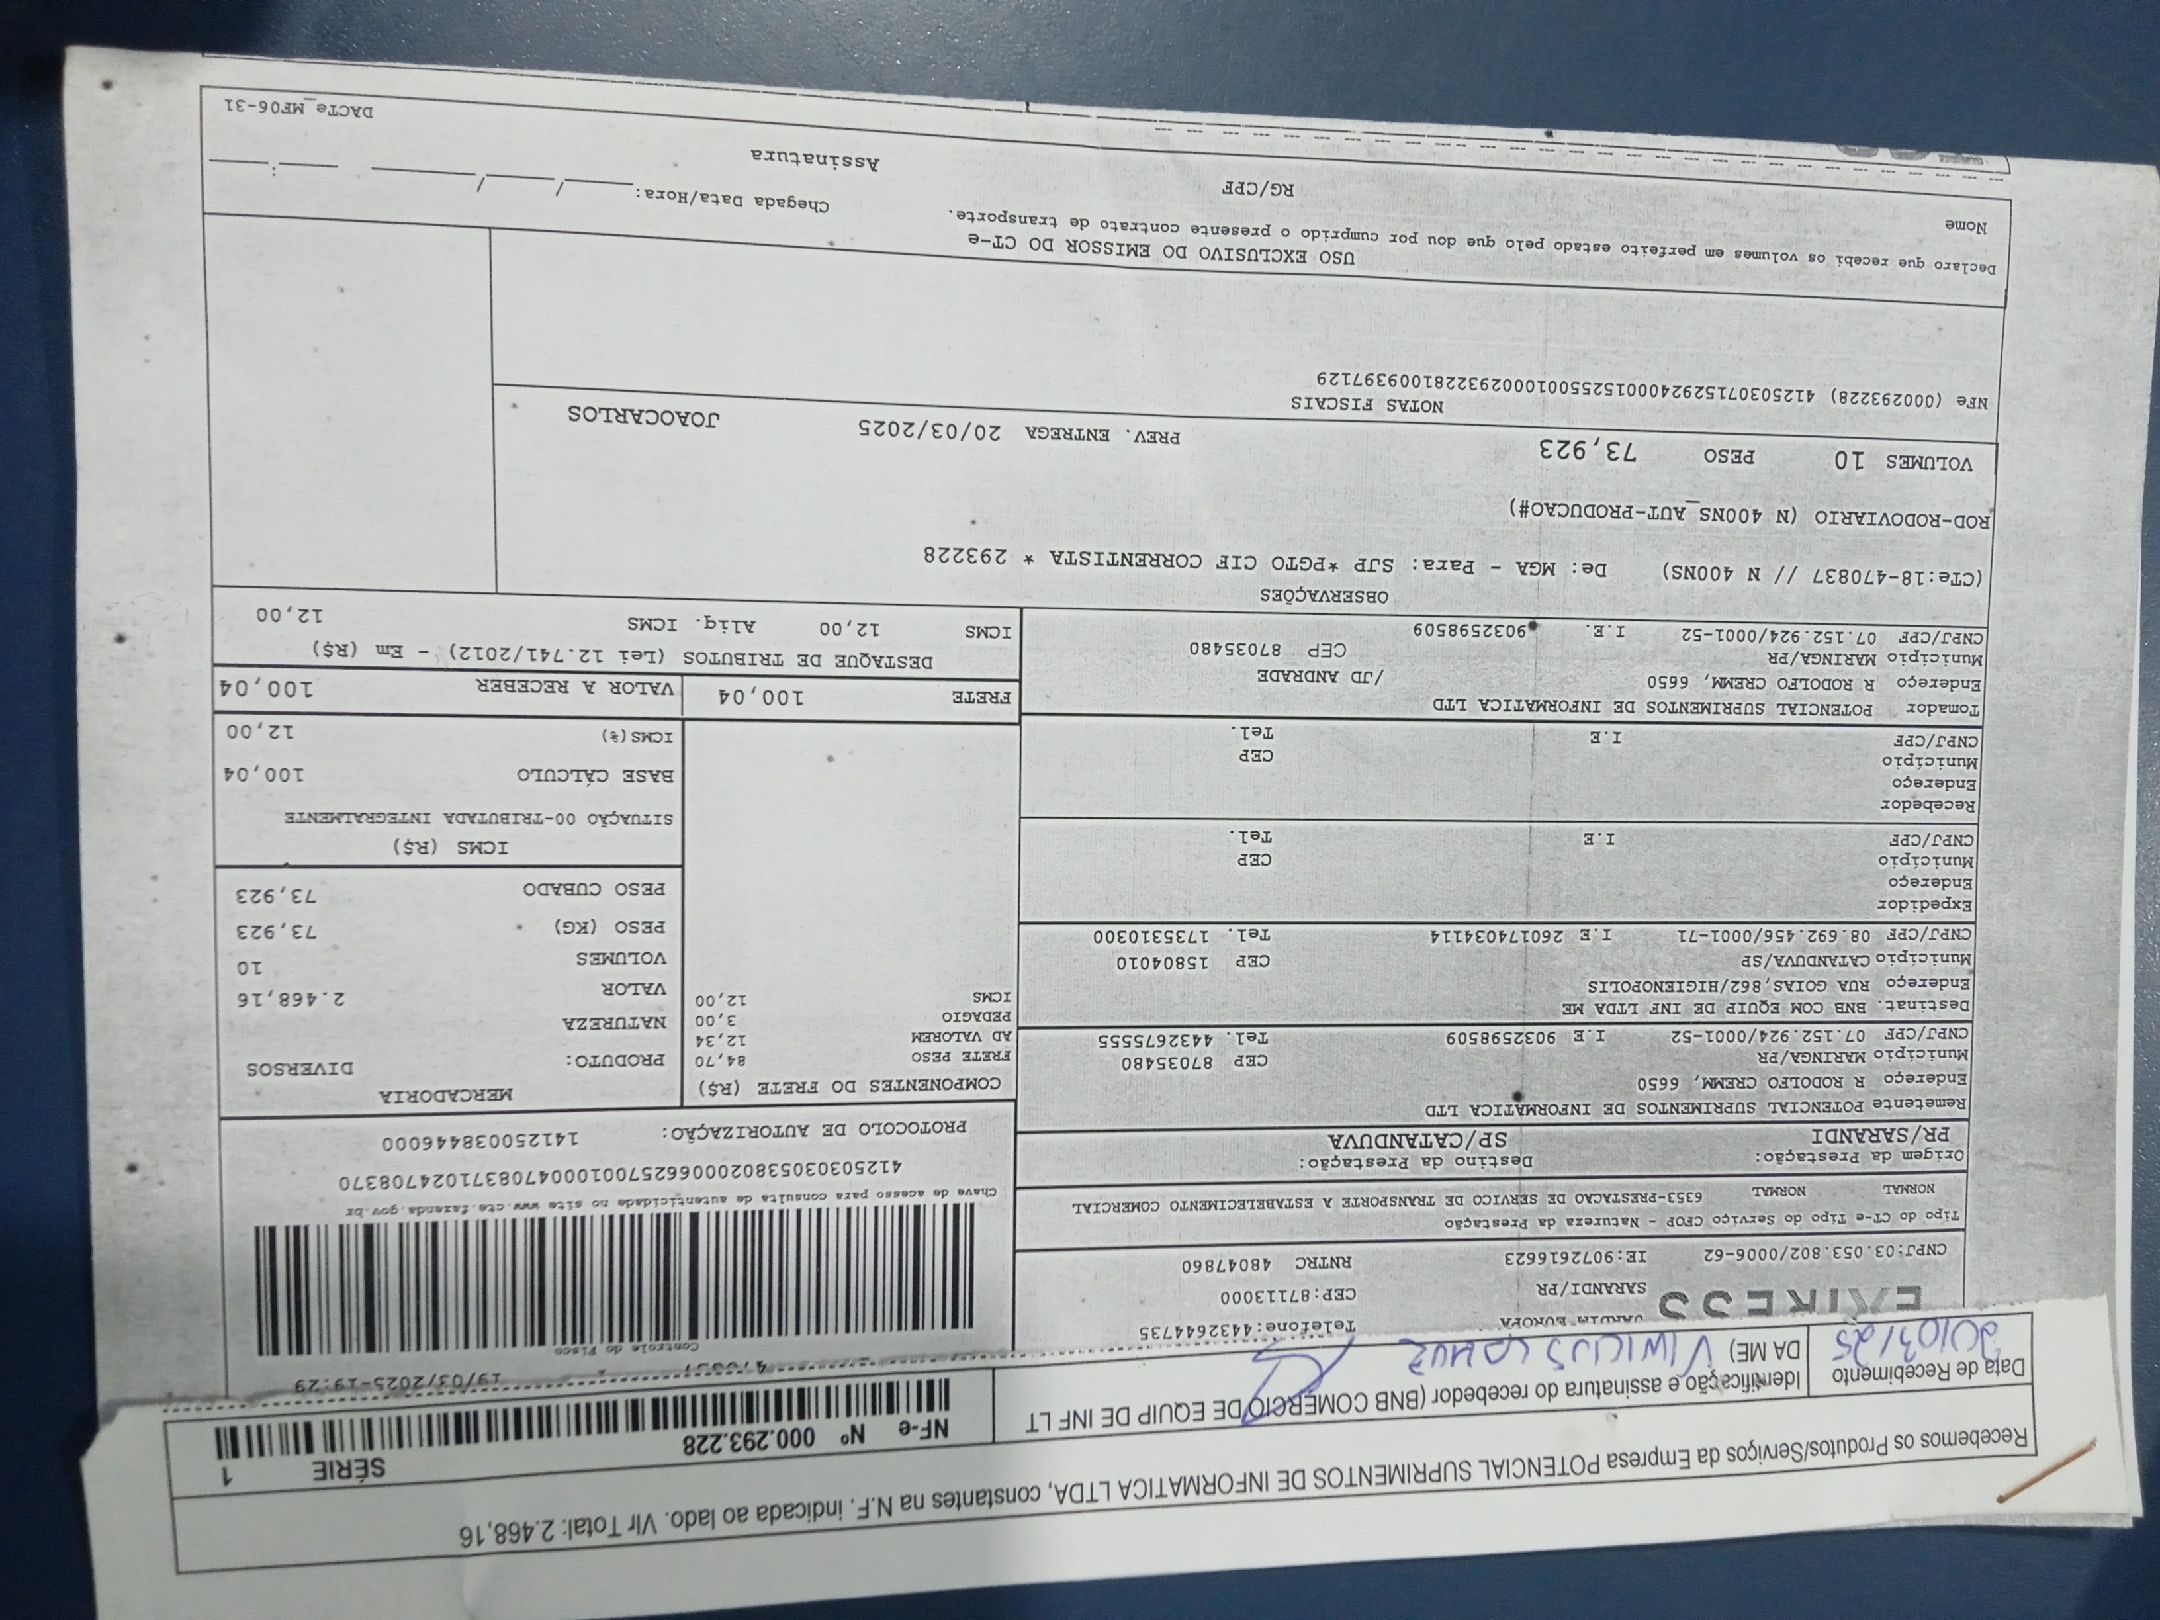 Recebemos os Produtos/Serviços da Empresa POTENCIAL SUPRIMENTOS DE INFORMATICA LTDA, constantes na N.F. indicada ao lado. Vlr Total: 2.468,16
Data de Recebimento
20/03/25
Identificação e assinatura do recebedor (BNB COMÉRCIO DE EQUIP DE INF LT
DA ME) VINICIUS
NF-e Nº 000.293.228
SÉRIE 1
19/03/2025-19:29
Controle do Fisco
EXPRESS
JARDIM EUROPA Telefone:4432644735
SARANDI/PR CEP:87113000
CNPJ:03.053.802/0006-62 IE:9072616623 RNTRC 48047860
Tipo do CT-e Tipo do Serviço CFOP - Natureza da Prestação
NORMAL NORMAL 6353-PRESTACAO DE SERVICO DE TRANSPORTE A ESTABELECIMENTO COMERCIAL
Chave de acesso para consulta de autenticidade no site www.cte.fazenda.gov.br
41250303053802000662570010004708371024708370
PROTOCOLO DE AUTORIZAÇÃO: 141250038446000
Origem da Prestação: Destino da Prestação:
PR/SARANDI SP/CATANDUVA
Remetente POTENCIAL SUPRIMENTOS DE INFORMATICA LTD
Endereço R RODOLFO CREMM, 6650
Município MARINGA/PR CEP 87035480
CNPJ/CPF 07.152.924/0001-52 I.E 9032598509 Tel. 4432675555
Destinat. BNB COM EQUIP DE INF LTDA ME
Endereço RUA GOIAS,862/HIGIENOPOLIS
Município CATANDUVA/SP CEP 15804010
CNPJ/CPF 08.692.456/0001-71 I.E 260174034114 Tel. 1735310300
Expedidor
Endereço
Município CEP
CNPJ/CPF I.E Tel.
Recebedor
Endereço
Município CEP
CNPJ/CPF I.E Tel.
Tomador POTENCIAL SUPRIMENTOS DE INFORMATICA LTD
Endereço R RODOLFO CREMM, 6650 /JD ANDRADE
Município MARINGA/PR CEP 87035480
CNPJ/CPF 07.152.924/0001-52 I.E. 9032598509
COMPONENTES DO FRETE (R$)
FRETE PESO 84,70
AD VALOREM 12,34
PEDAGIO 3,00
ICMS 12,00
MERCADORIA
PRODUTO: DIVERSOS
NATUREZA
VALOR 2.468,16
VOLUMES 10
PESO (KG) 73,923
PESO CUBADO 73,923
ICMS (R$)
SITUAÇÃO 00-TRIBUTADA INTEGRALMENTE
BASE CÁLCULO 100,04
ICMS(%) 12,00
FRETE 100,04 VALOR A RECEBER 100,04
DESTAQUE DE TRIBUTOS (Lei 12.741/2012) - Em (R$)
ICMS 12,00 Aliq. ICMS 12,00
OBSERVAÇÕES
(CTe:18-470837 // N 400NS) De: MGA - Para: SJP *PGTO CIF CORRENTISTA * 293228
ROD-RODOVIARIO (N 400NS_AUT-PRODUCAO#)
VOLUMES 10 PESO 73,923 PREV. ENTREGA 20/03/2025 JOAOCARLOS
NOTAS FISCAIS
NFe (000293228) 41250307152924000152550010002932281009397129
USO EXCLUSIVO DO EMISSOR DO CT-e
Declaro que recebi os volumes em perfeito estado pelo que dou por cumprido o presente contrato de transporte.
Nome RG/CPF Assinatura Chegada Data/Hora: ____/____/______ ____:____
DACTe_MF06-31